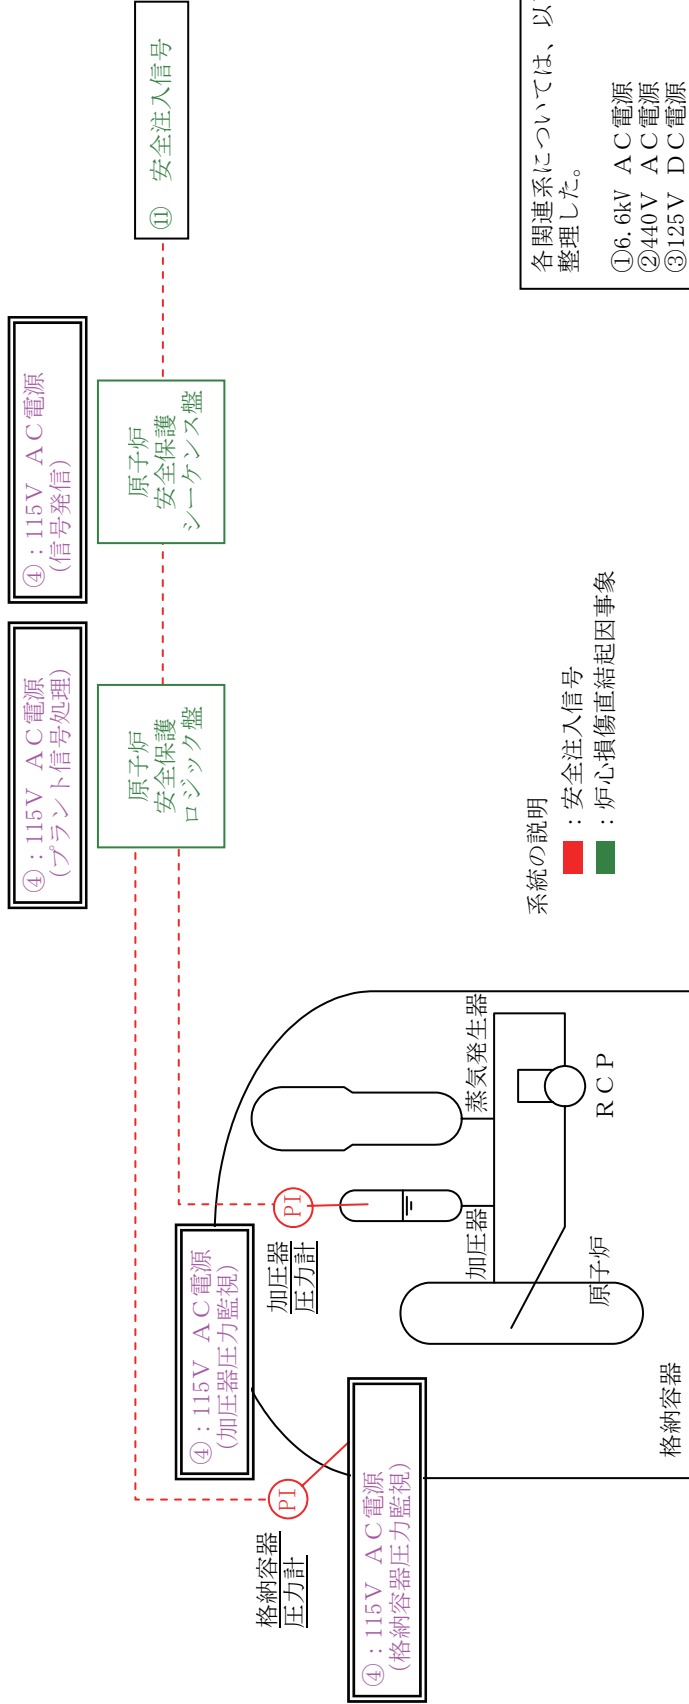 ④：115V AC電源
(プラント信号処理)
④：115V AC電源
(信号発信)
原子炉
安全保護
ロジック盤
原子炉
安全保護
シーケンス盤
⑪ 安全注入信号
④：115V AC電源
(加圧器圧力監視)
④：115V AC電源
(格納容器圧力監視)
格納容器
圧力計
PI
加圧器
圧力計
PI
加圧器
蒸気発生器
原子炉
RCP
格納容器
系統の説明
：安全注入信号
：炉心損傷直結起因事象
各関連系については、以
整理した。
①6.6kV AC電源
②440V AC電源
③125V DC電源